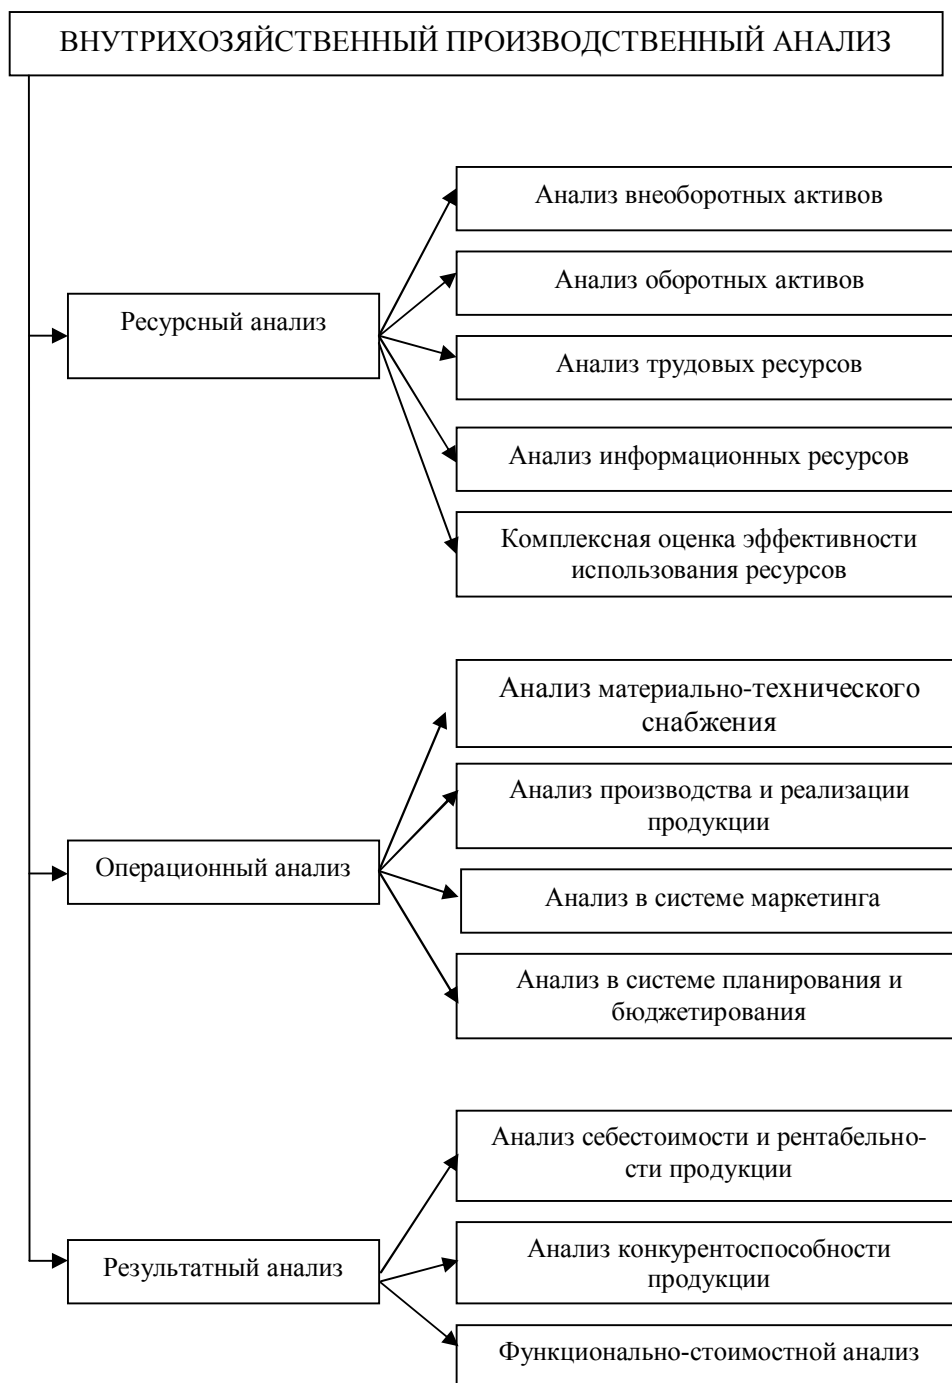 ВНУТРИХОЗЯЙСТВЕННЫЙ ПРОИЗВОДСТВЕННЫЙ АНАЛИЗ
Ресурсный анализ
Анализ внеоборотных активов
Анализ оборотных активов
Анализ трудовых ресурсов
Анализ информационных ресурсов
Комплексная оценка эффективности
использования ресурсов
Операционный анализ
Анализ материально-технического
снабжения
Анализ производства и реализации
продукции
Анализ в системе маркетинга
Анализ в системе планирования и
бюджетирования
Результатный анализ
Анализ себестоимости и рентабельно-
сти продукции
Анализ конкурентоспособности
продукции
Функционально-стоимостной анализ